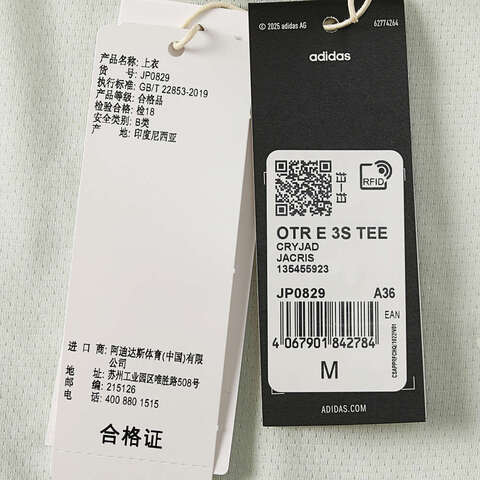 产品名称: 上衣
货 号: JP0829
执行标准: GB/T 22853-2019
产品等级: 合格品
检验合格: 检18
安全类别: B类
产 地: 印度尼西亚
进 口 商: 阿迪达斯体育(中国)有限
公司
地 址: 苏州工业园区唯胜路508号
邮 编: 215126
电 话: 400 880 1515
合格证
© 2025 adidas AG
62774264
adidas
RFID
OTR E 3S TEE
CRYJAD
JACRIS
135455923
JP0829 A36
EAN
4 067901 842784
M
ADIDAS.COM